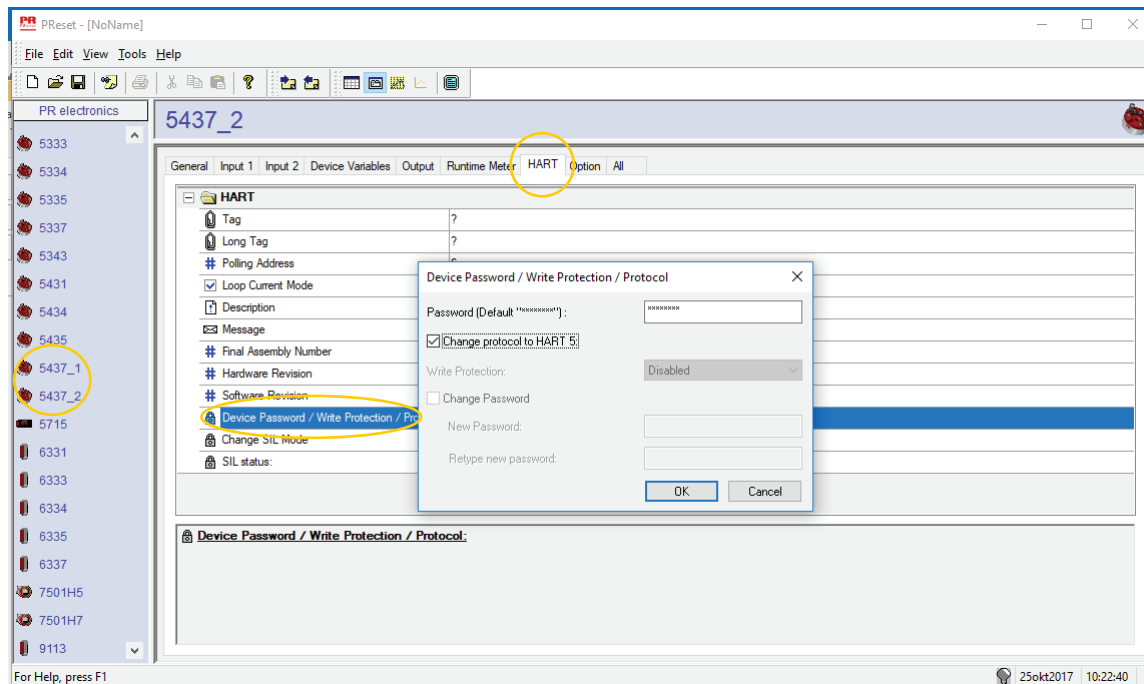 PR PReset - [NoName]
File Edit View Tools Help
PR electronics
5333
5334
5335
5337
5343
5431
5434
5435
5437_1
5437_2
5715
6331
6333
6334
6335
6337
7501H5
7501H7
9113
5437_2
General Input 1 Input 2 Device Variables Output Runtime Meter HART Option All
HART
Tag ?
Long Tag ?
# Polling Address
Loop Current Mode
Description
Message
# Final Assembly Number
# Hardware Revision
# Software Revision
Device Password / Write Protection /
Change SIL Mode
SIL status:
Device Password / Write Protection / Protocol
Password (Default "********") : ********
Change protocol to HART 5:
Write Protection: Disabled
Change Password
New Password:
Retype new password:
OK Cancel
Device Password / Write Protection / Protocol:
For Help, press F1 25okt2017 10:22:40